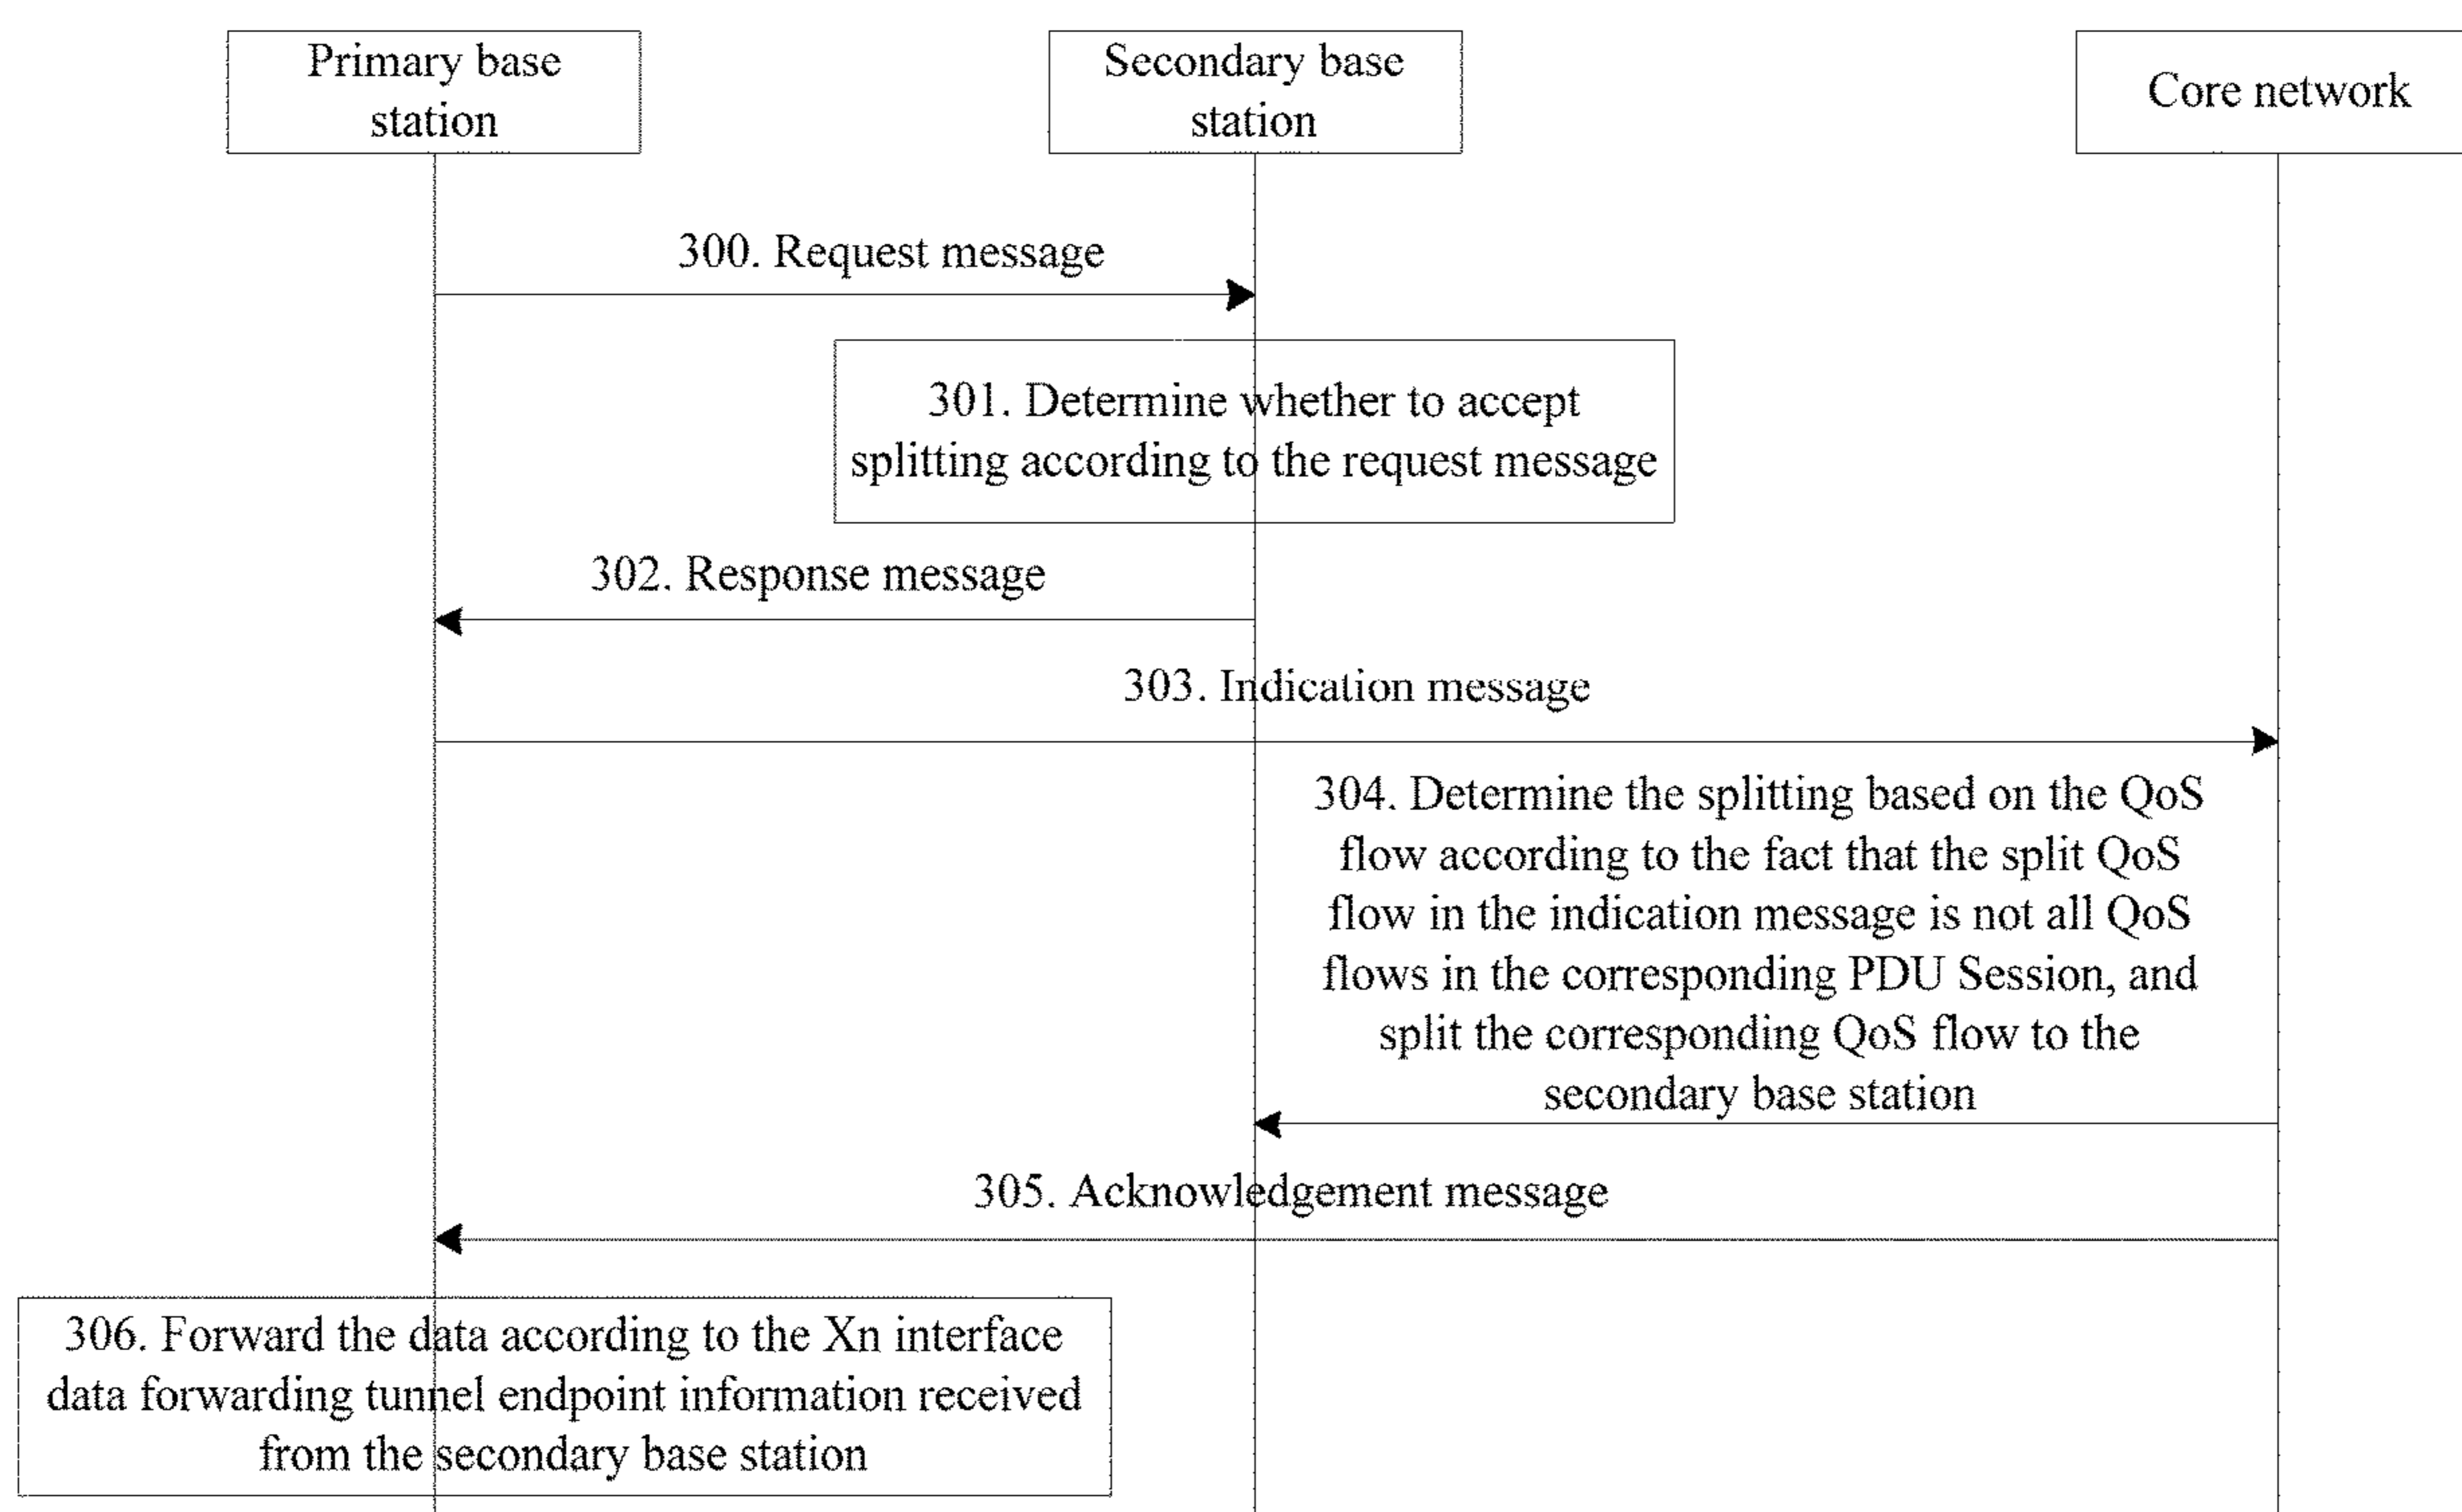 Primary base
station
Secondary base
station
Core network
300. Request message
301. Determine whether to accept
splitting according to the request message
302. Response message
303. Indication message
304. Determine the splitting based on the QoS
flow according to the fact that the split QoS
flow in the indication message is not all QoS
flows in the corresponding PDU Session, and
split the corresponding QoS flow to the
secondary base station
305. Acknowledgement message
306. Forward the data according to the Xn interface
data forwarding tunnel endpoint information received
from the secondary base station